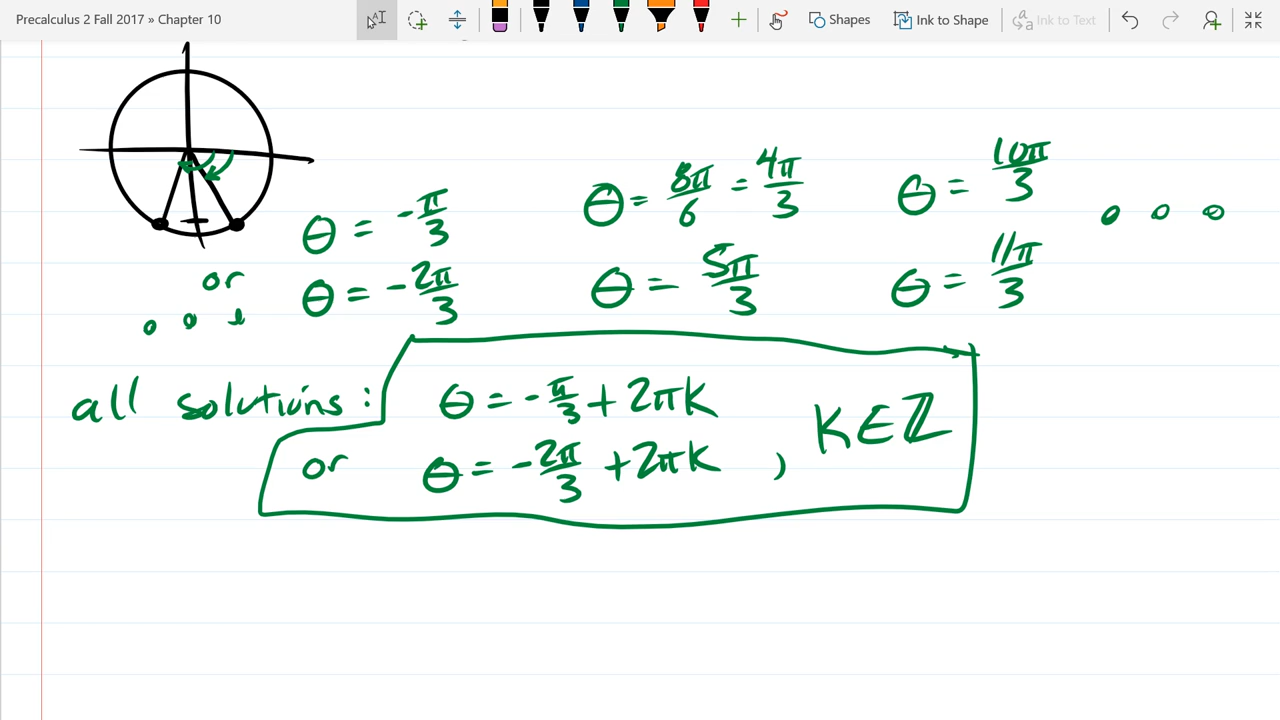 Precalculus 2 Fall 2017 » Chapter 10
Shapes
Ink to Shape
Ink to Text
θ = -π/3
θ = 8π/6 = 4π/3
θ = 10π/3
or
θ = -2π/3
θ = 5π/3
θ = 11π/3
all solutions: θ = -π/3 + 2πK
or θ = -2π/3 + 2πK , K∈ℤ